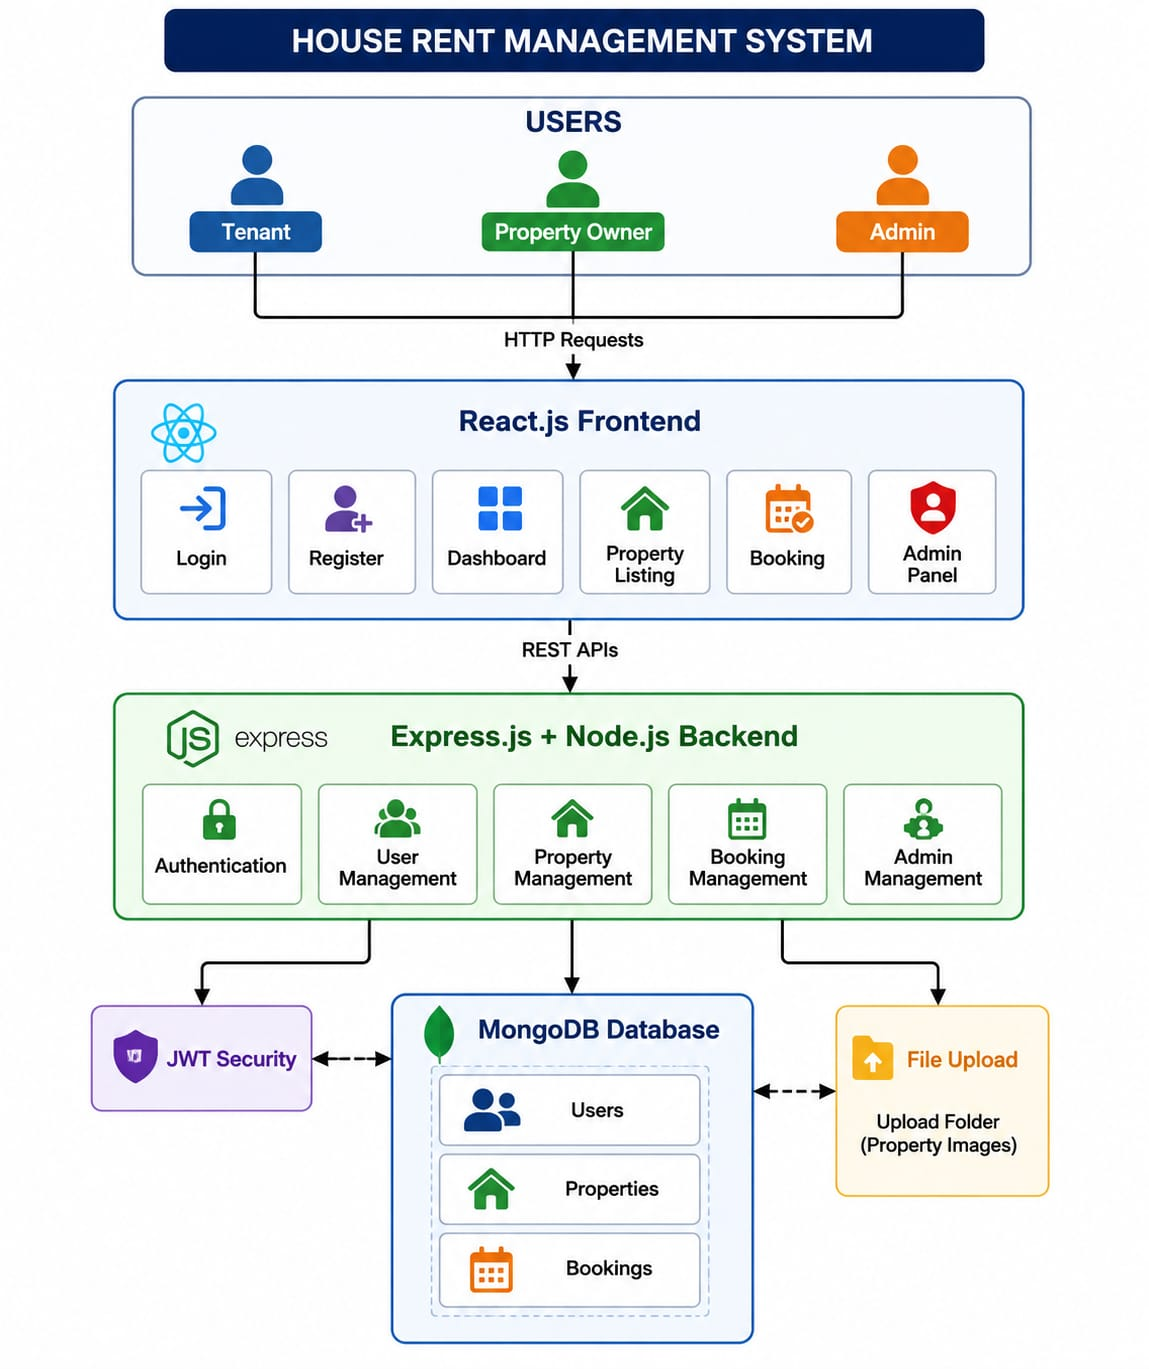 HOUSE RENT MANAGEMENT SYSTEM
USERS
Tenant
Property Owner
Admin
HTTP Requests
React.js Frontend
Login
Register
Dashboard
Property
Listing
Booking
Admin
Panel
REST APIs
JS
express
Express.js + Node.js Backend
Authentication
User
Management
Property
Management
Booking
Management
Admin
Management
JWT Security
MongoDB Database
Users
Properties
Bookings
File Upload
Upload Folder
(Property Images)